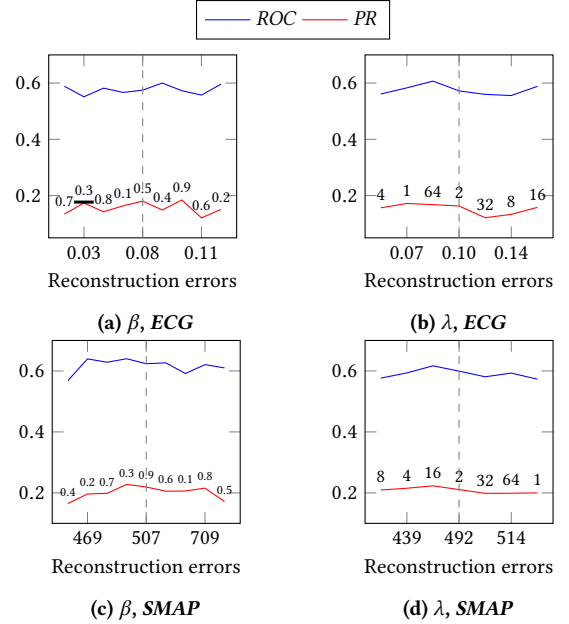 ROC PR
0.6
0.2
0.7 0.3 0.8 0.1 0.5 0.4 0.9 0.6 0.2
0.03 0.08 0.11
Reconstruction errors
(a) β, ECG
0.6
0.2
4 1 64 2 32 8 16
0.07 0.10 0.14
Reconstruction errors
(b) λ, ECG
0.6
0.4
0.2
0.4 0.2 0.7 0.3 0.9 0.6 0.1 0.8 0.5
469 507 709
Reconstruction errors
(c) β, SMAP
0.6
0.4
0.2
8 4 16 2 32 64 1
439 492 514
Reconstruction errors
(d) λ, SMAP